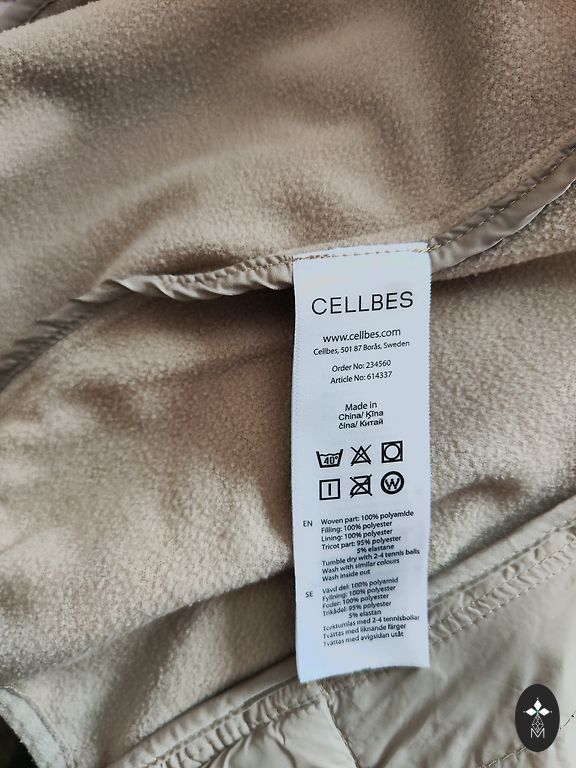 CELLBES
www.cellbes.com
Cellbes, 501 87 Borås, Sweden
Order No: 234560
Article No: 614337
Made in
China/ Ķīna
čína/ Китай
40°
W
EN
Woven part: 100% polyamide
Filling: 100% polyester
Lining: 100% polyester
Tricot part: 95% polyester
5% elastane
Tumble dry with 2-4 tennis balls
Wash with similar colours
Wash inside out
SE
Vävd del: 100% polyamid
Fyllning: 100% polyester
Foder: 100% polyester
Trikådel: 95% polyester
5% elastan
Torktumlas med 2-4 tennisbollar
Tvättas med liknande färger
Tvättas med avigsidan utåt
M